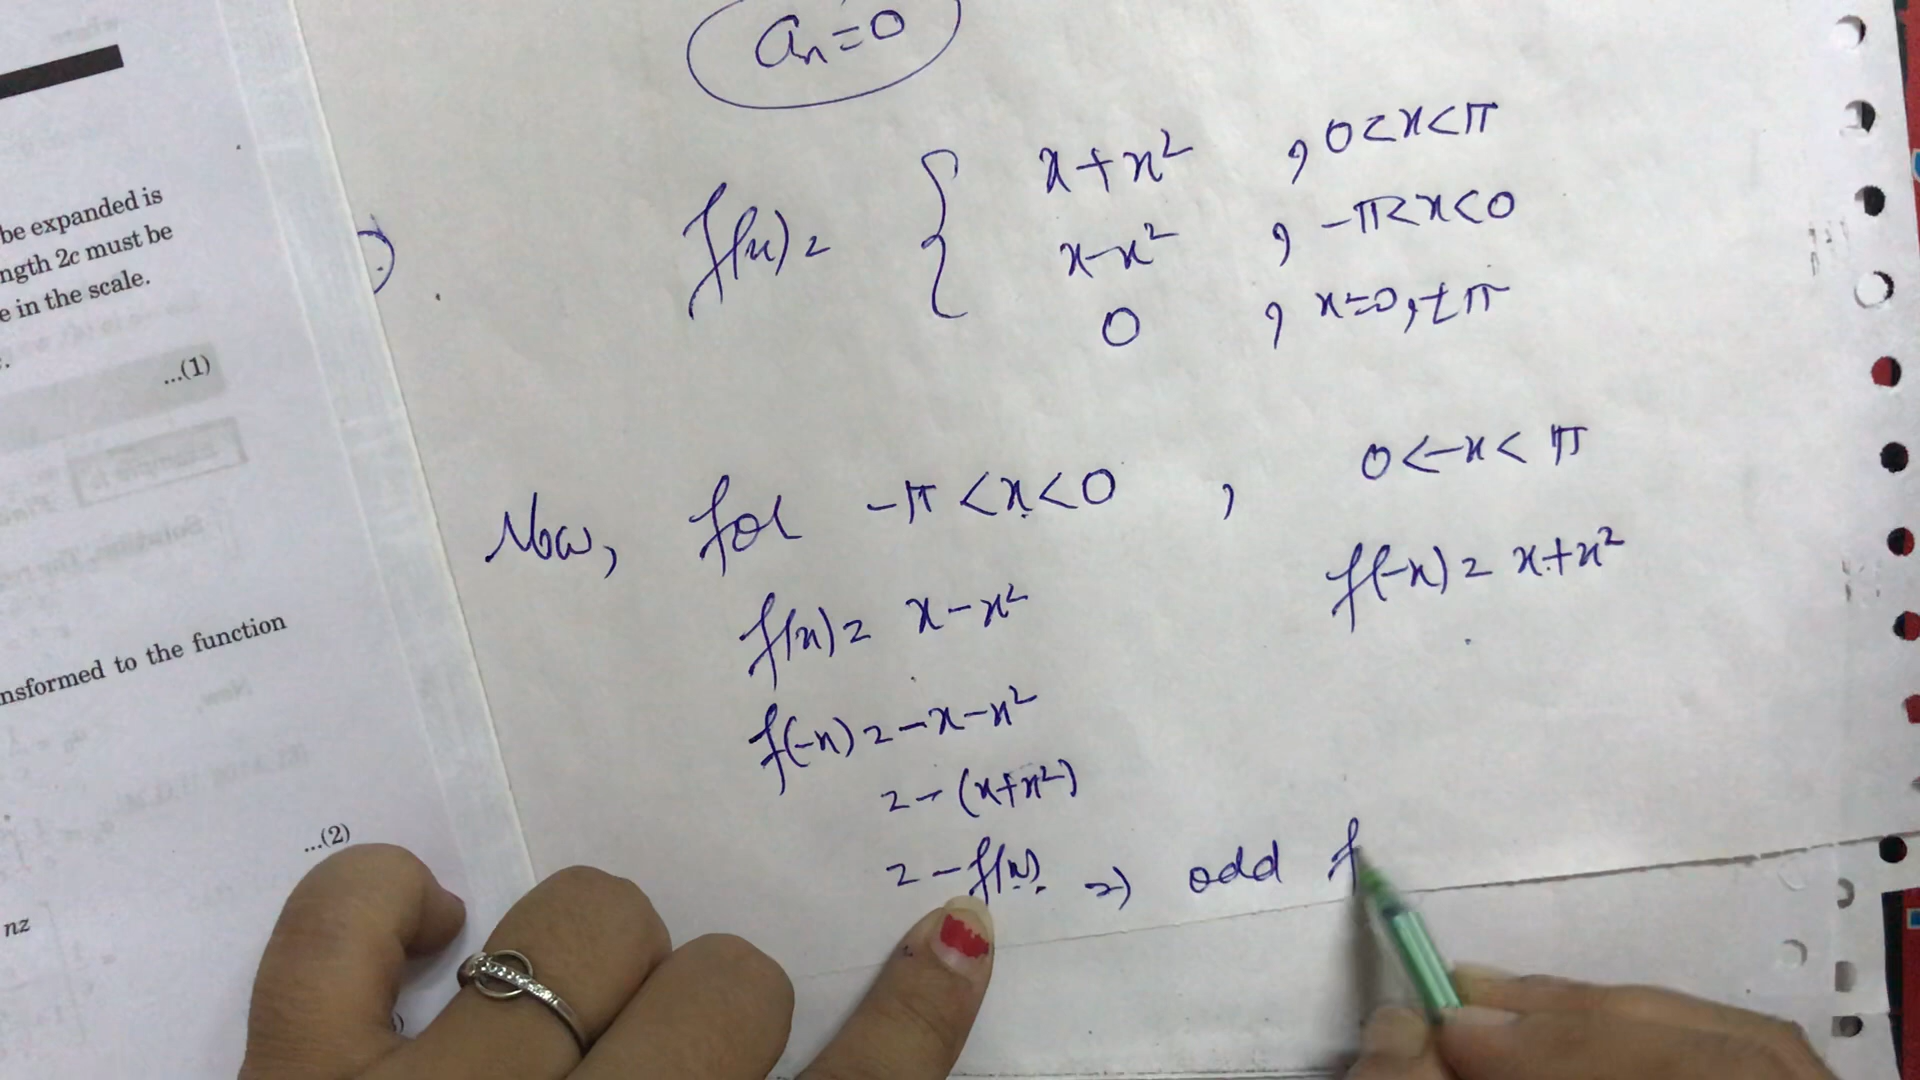 be expanded is
ngth 2c must be
e in the scale.
...(1)
nsformed to the function
...(2)
nz
aₙ=0
f(x) = { x+x² , 0<x<π
x-x² , -π<x<0
0 , x=0,±π
Now, for -π<x<0 , 0<-x<π
f(x) = x-x² f(-x) = x+x²
f(-x) = -x-x²
= -(x+x²)
= -f(x) ⇒ odd f